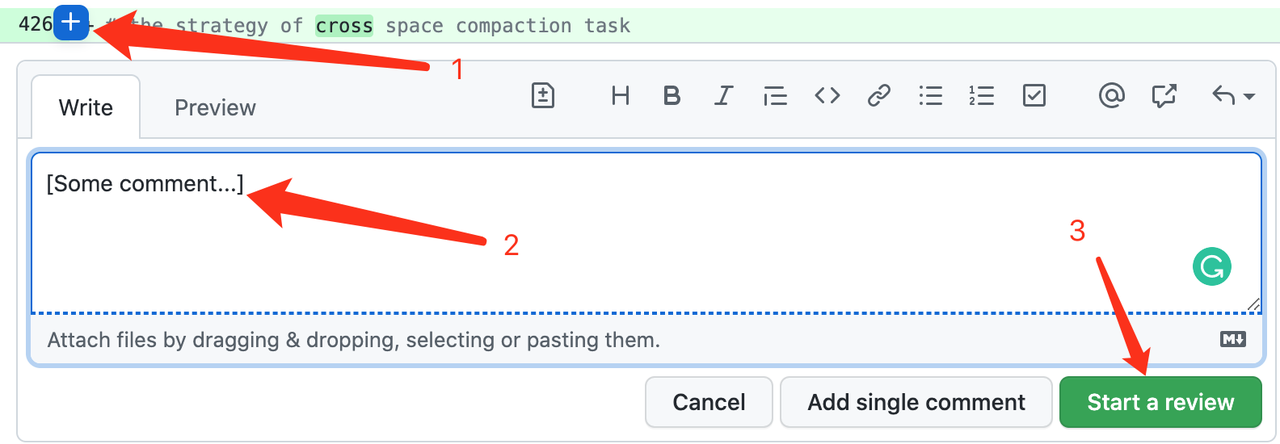 426 + # the strategy of cross space compaction task
1
Write Preview
[Some comment...]
2
3
Attach files by dragging & dropping, selecting or pasting them.
Cancel Add single comment Start a review